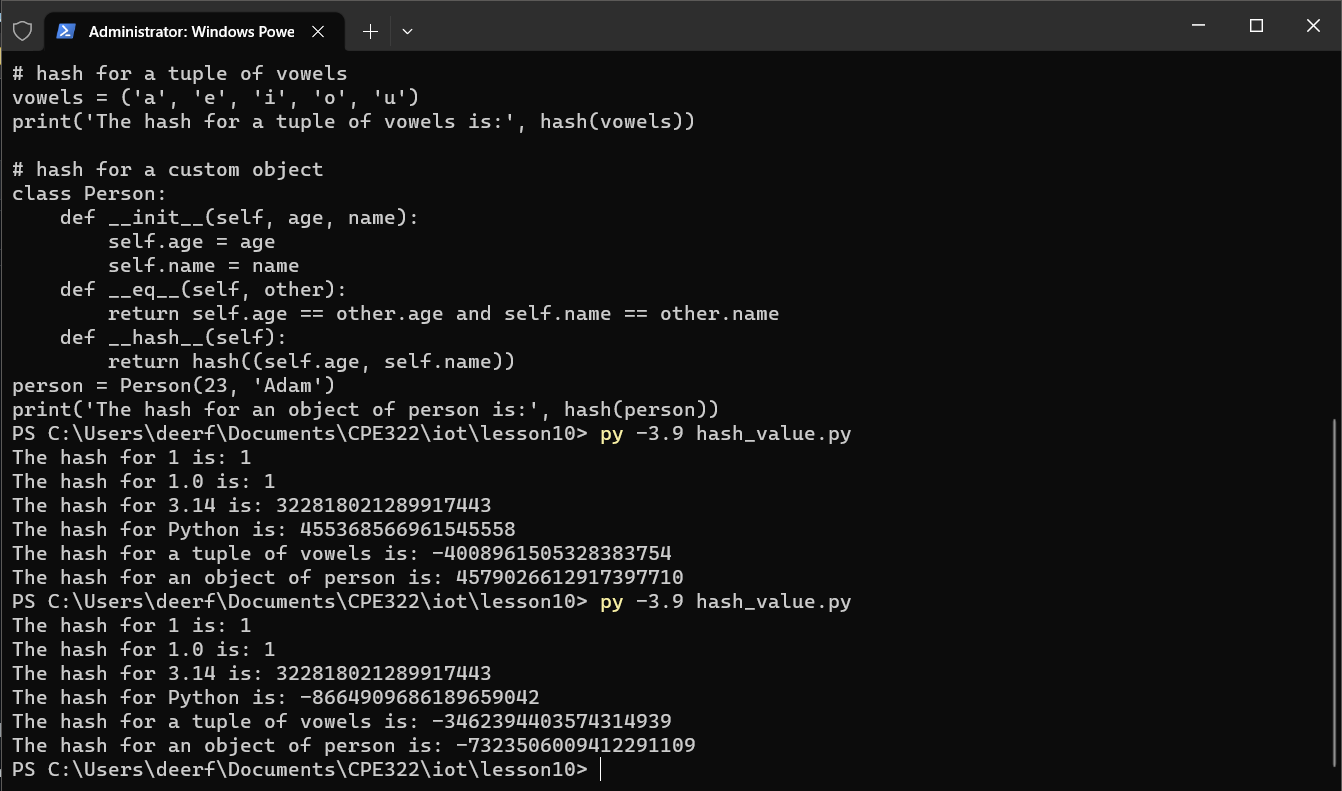 Administrator: Windows Powe
# hash for a tuple of vowels
vowels = ('a', 'e', 'i', 'o', 'u')
print('The hash for a tuple of vowels is:', hash(vowels))
# hash for a custom object
class Person:
    def __init__(self, age, name):
        self.age = age
        self.name = name
    def __eq__(self, other):
        return self.age == other.age and self.name == other.name
    def __hash__(self):
        return hash((self.age, self.name))
person = Person(23, 'Adam')
print('The hash for an object of person is:', hash(person))
PS C:\Users\deerf\Documents\CPE322\iot\lesson10> py -3.9 hash_value.py
The hash for 1 is: 1
The hash for 1.0 is: 1
The hash for 3.14 is: 322818021289917443
The hash for Python is: 455368566961545558
The hash for a tuple of vowels is: -4008961505328383754
The hash for an object of person is: 4579026612917397710
PS C:\Users\deerf\Documents\CPE322\iot\lesson10> py -3.9 hash_value.py
The hash for 1 is: 1
The hash for 1.0 is: 1
The hash for 3.14 is: 322818021289917443
The hash for Python is: -8664909686189659042
The hash for a tuple of vowels is: -3462394403574314939
The hash for an object of person is: -7323506009412291109
PS C:\Users\deerf\Documents\CPE322\iot\lesson10>